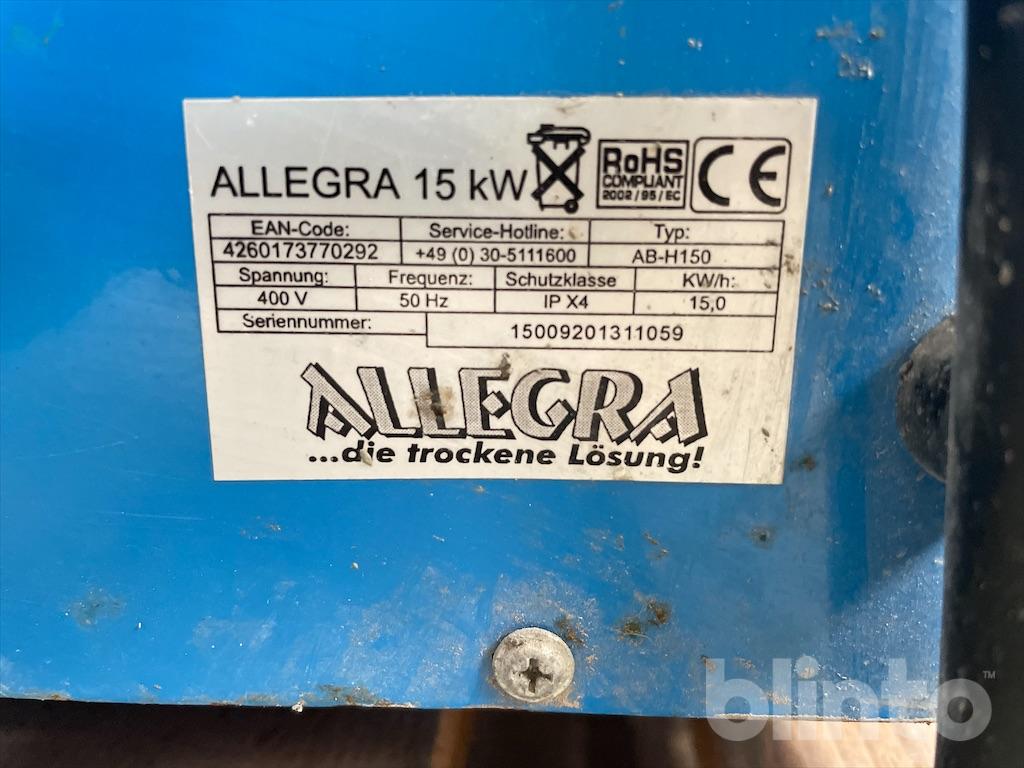 ALLEGRA 15 kW
RoHS
COMPLIANT
2002/95/EC
CE
EAN-Code: Service-Hotline: Typ:
4260173770292 +49 (0) 30-5111600 AB-H150
Spannung: Frequenz: Schutzklasse KW/h:
400 V 50 Hz IP X4 15,0
Seriennummer: 15009201311059
ALLEGRA
...die trockene Lösung!
blinto™